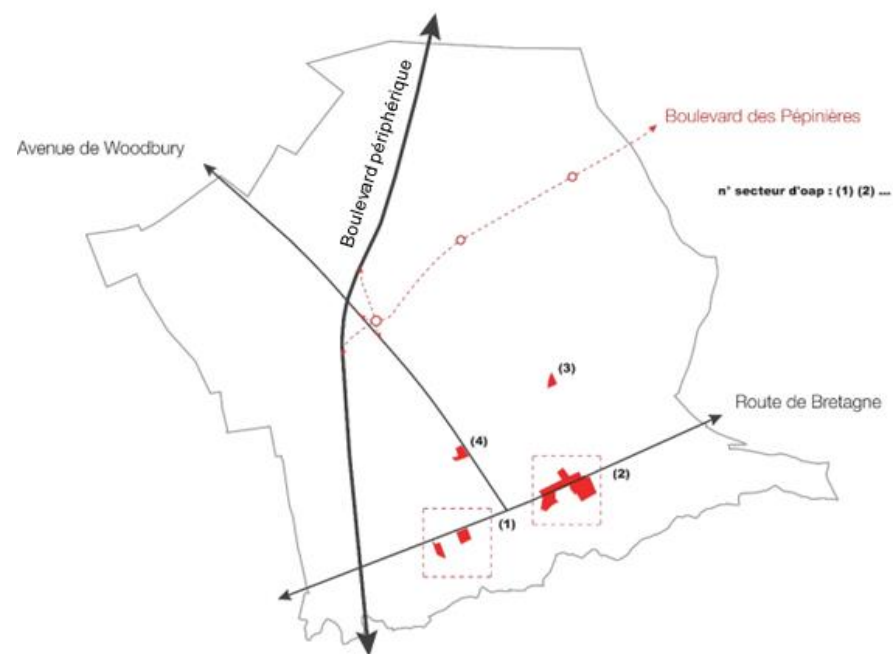 Boulevard périphérique
Boulevard des Pépinières
Avenue de Woodbury
n° secteur d'oap : (1) (2) ...
(3)
Route de Bretagne
(4)
(2)
(1)